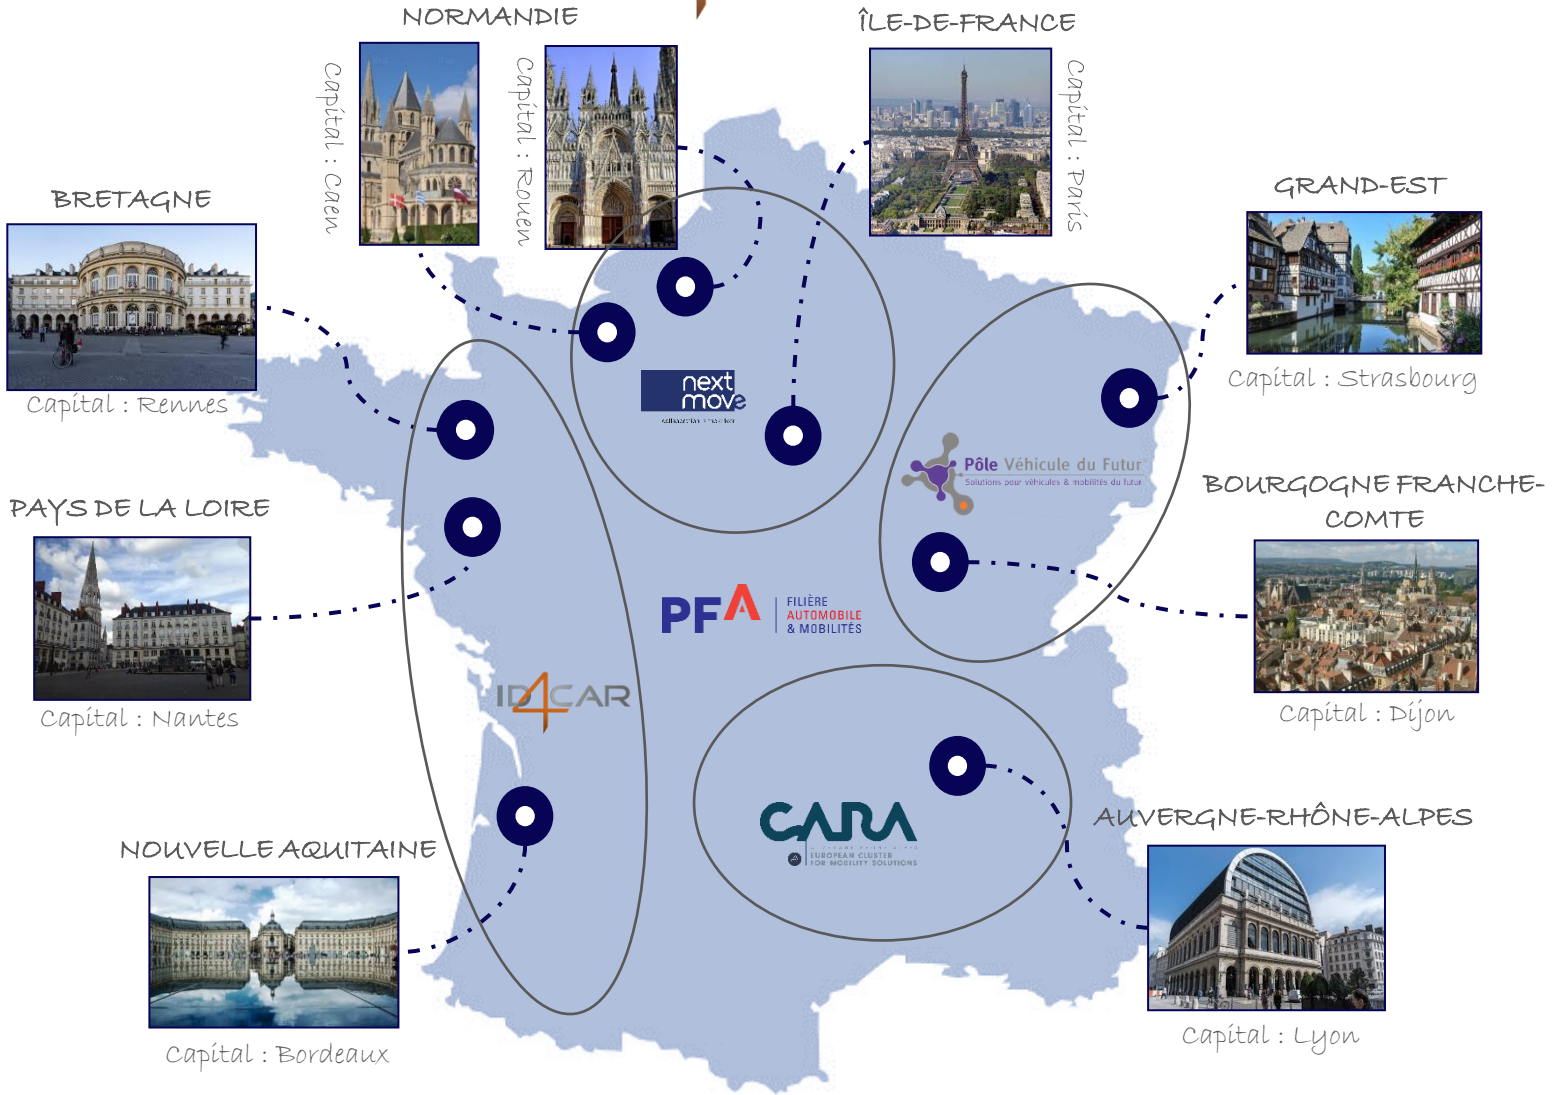 NORMANDIE
ÎLE-DE-FRANCE
Capital : Caen
Capital : Rouen
Capital : Paris
BRETAGNE
Capital : Rennes
GRAND-EST
Capital : Strasbourg
next
move
Pôle Véhicule du Futur
Solutions pour véhicules & mobilités du futur
PAYS DE LA LOIRE
Capital : Nantes
BOURGOGNE FRANCHE-
COMTE
Capital : Dijon
PFA
FILIÈRE
AUTOMOBILE
& MOBILITÉS
ID4CAR
CARA
EUROPEAN CLUSTER
FOR MOBILITY SOLUTIONS
NOUVELLE AQUITAINE
Capital : Bordeaux
AUVERGNE-RHÔNE-ALPES
Capital : Lyon